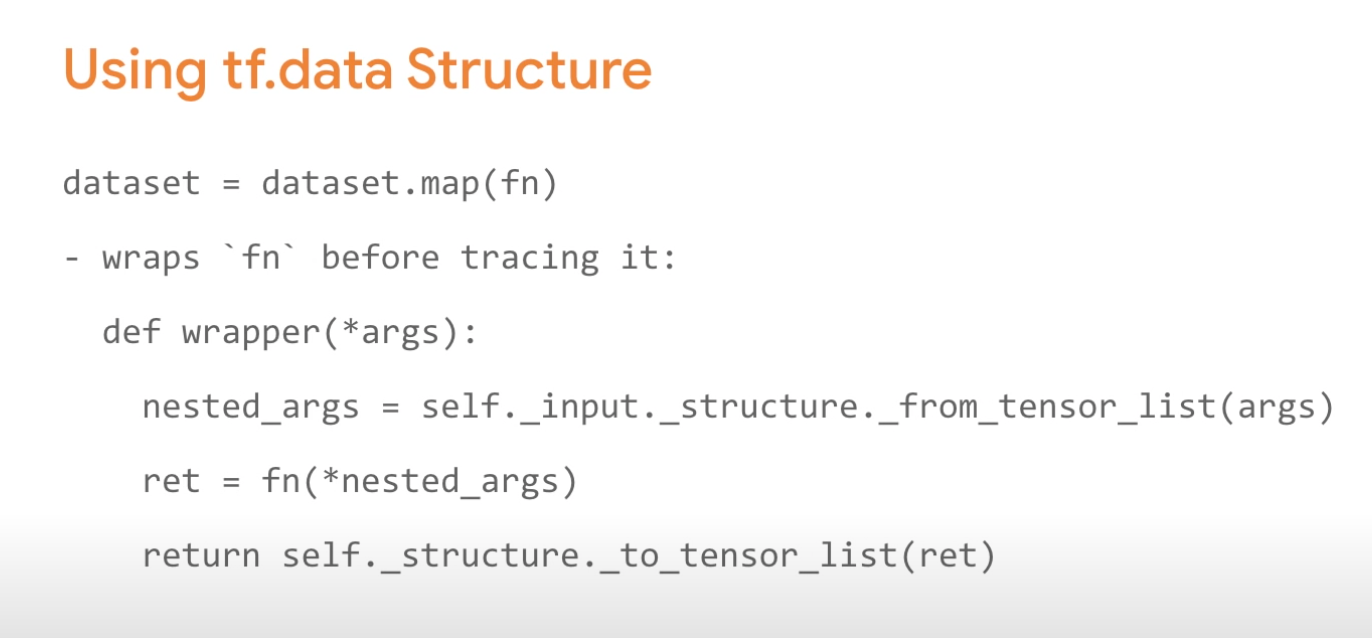 Using tf.data Structure
dataset = dataset.map(fn)
- wraps `fn` before tracing it:
def wrapper(*args):
nested_args = self._input._structure._from_tensor_list(args)
ret = fn(*nested_args)
return self._structure._to_tensor_list(ret)